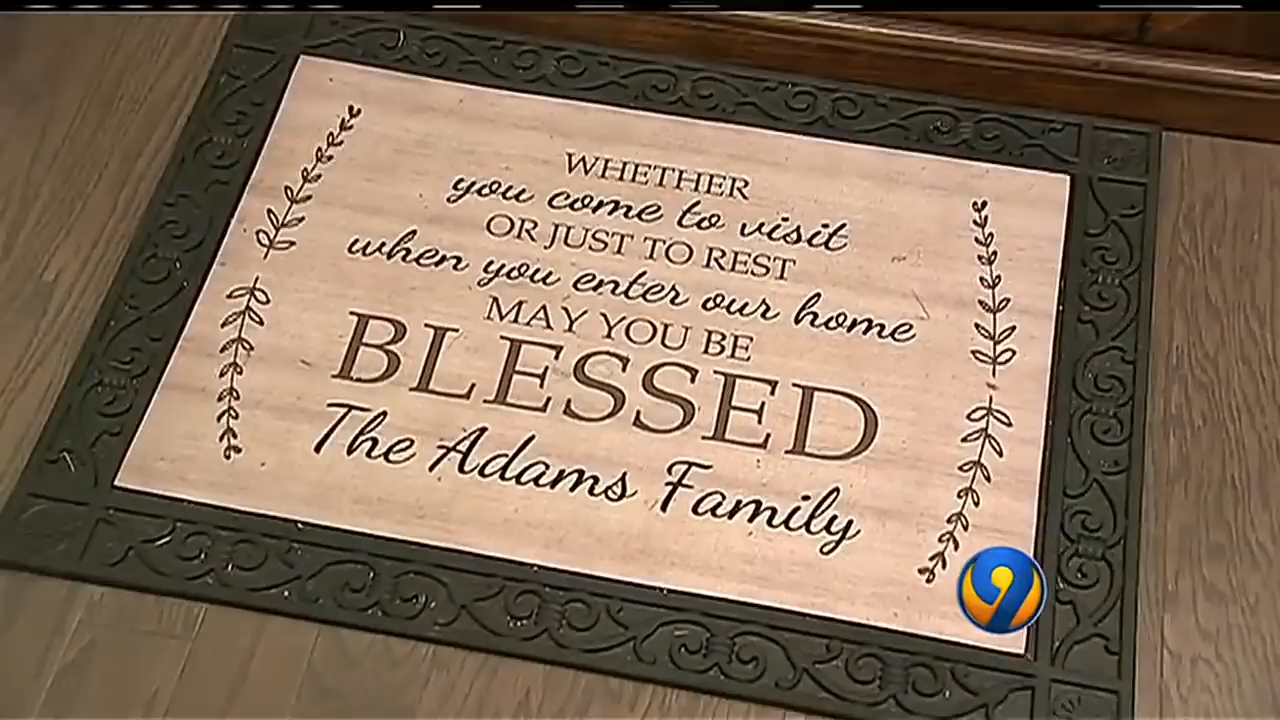 WHETHER
you come to visit
OR JUST TO REST
when you enter our home
MAY YOU BE
BLESSED
The Adams Family
9